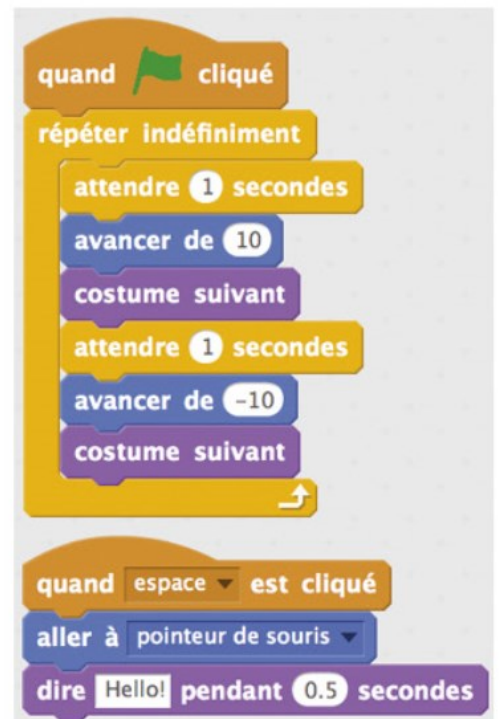 quand cliqué
répéter indéfiniment
attendre 1 secondes
avancer de 10
costume suivant
attendre 1 secondes
avancer de -10
costume suivant
quand espace est cliqué
aller à pointeur de souris
dire Hello! pendant 0.5 secondes